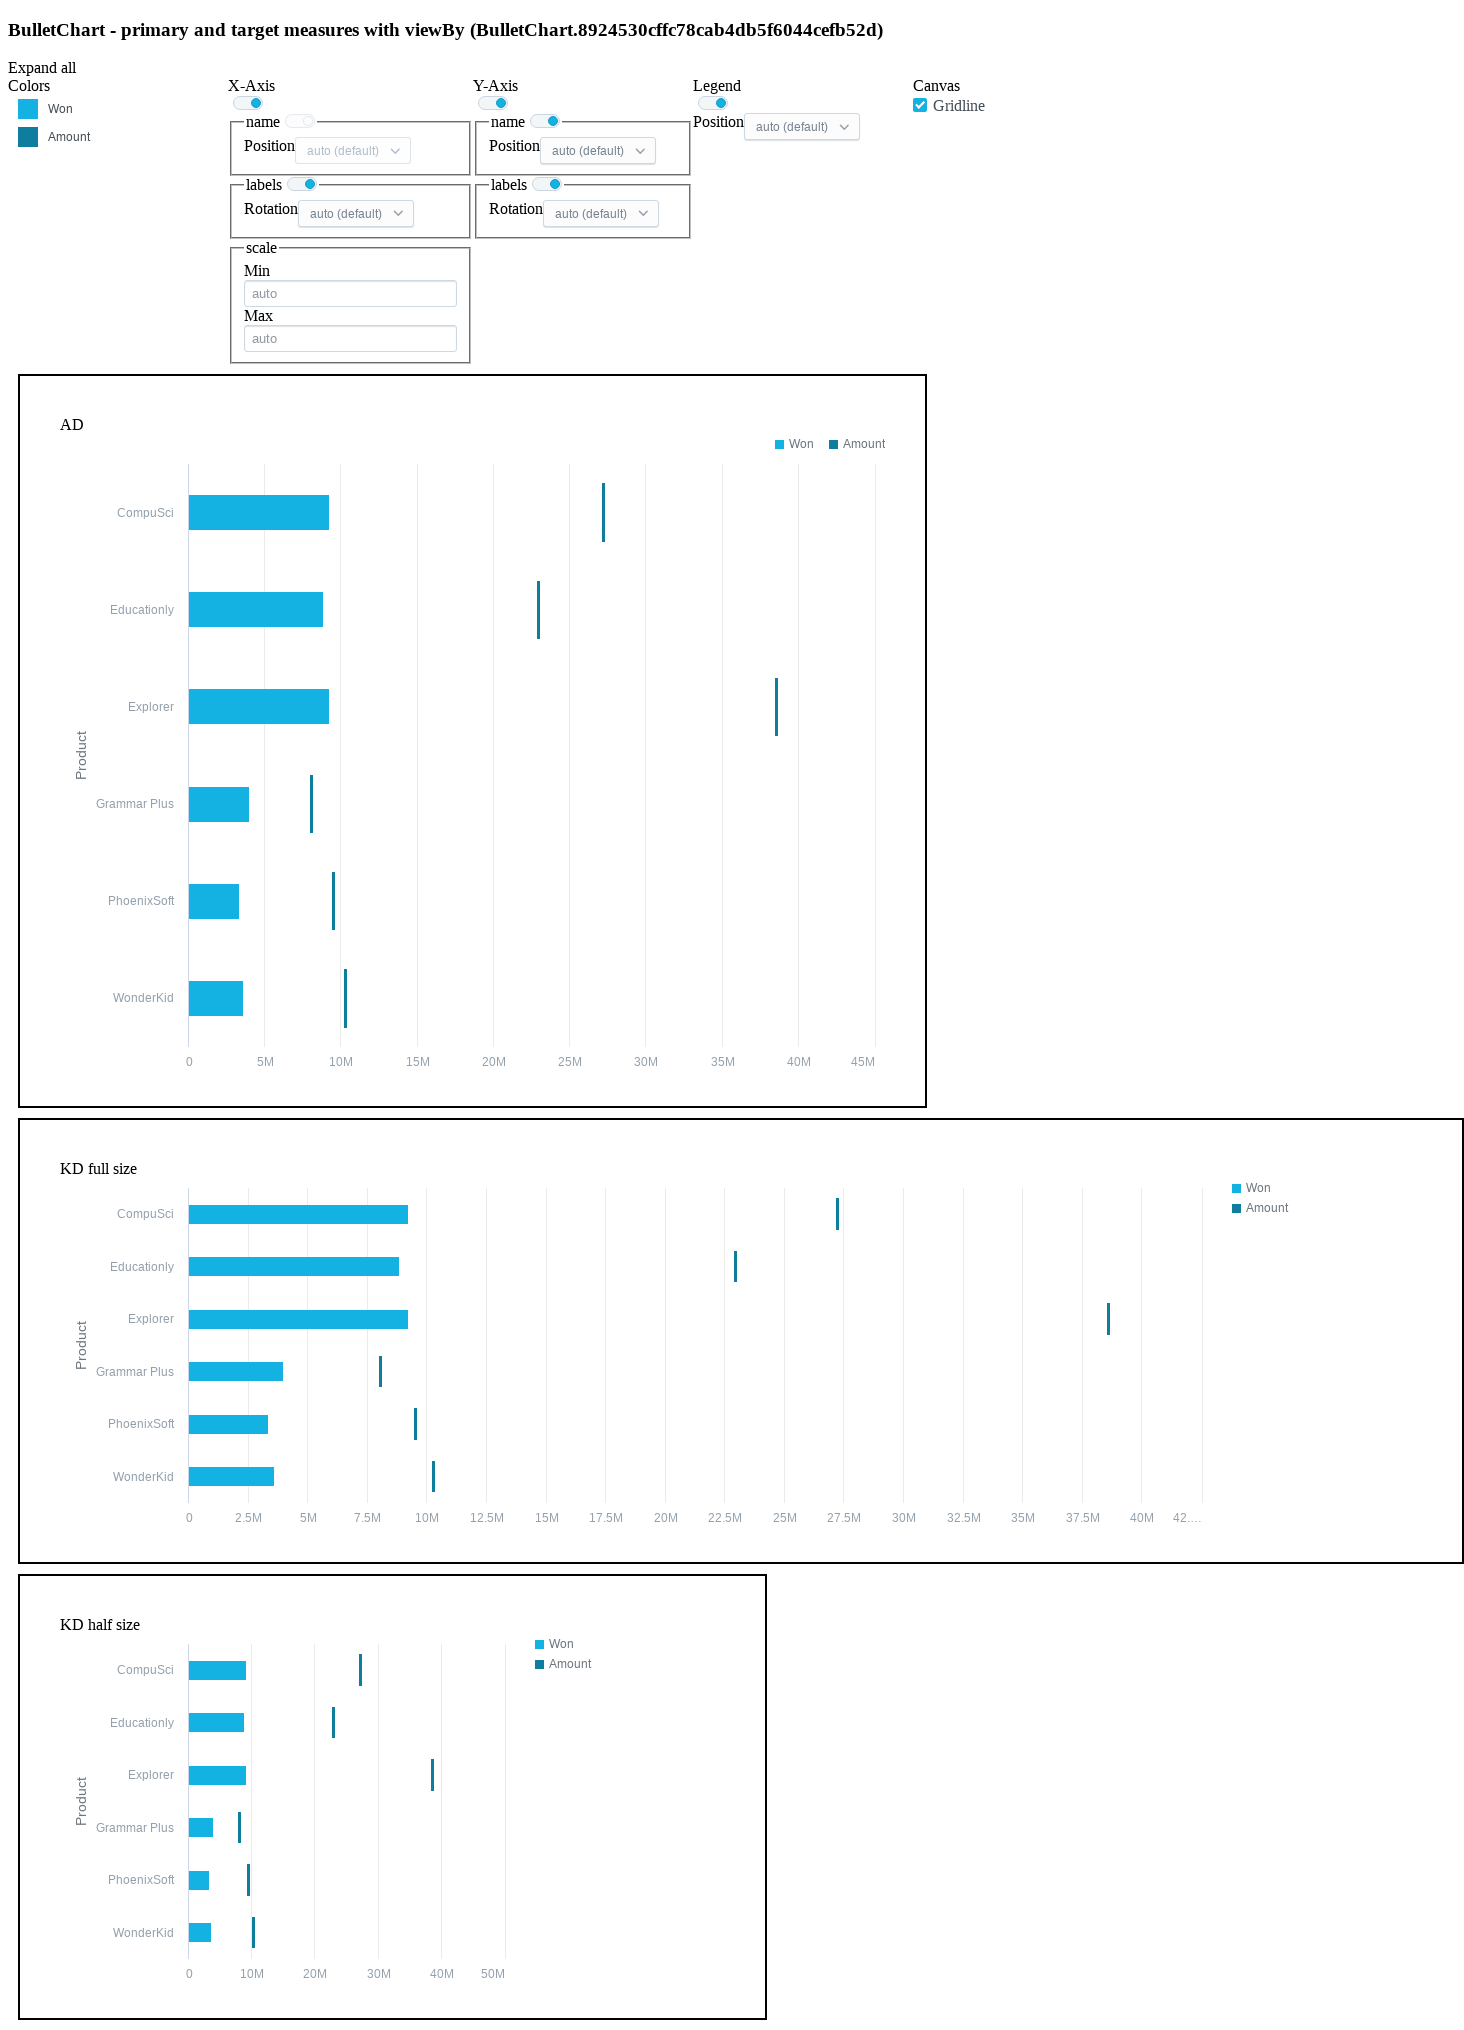 BulletChart - primary and target measures with viewBy (BulletChart.8924530cffc78cab4db5f6044cefb52d)
Expand all
Colors
Won
Amount
X-Axis
name
Position auto (default)
labels
Rotation auto (default)
scale
Min
auto
Max
auto
Y-Axis
name
Position auto (default)
labels
Rotation auto (default)
Legend
Position auto (default)
Canvas
Gridline
AD
Won Amount
Product
CompuSci
Educationly
Explorer
Grammar Plus
PhoenixSoft
WonderKid
0 5M 10M 15M 20M 25M 30M 35M 40M 45M
KD full size
Won
Amount
Product
CompuSci
Educationly
Explorer
Grammar Plus
PhoenixSoft
WonderKid
0 2.5M 5M 7.5M 10M 12.5M 15M 17.5M 20M 22.5M 25M 27.5M 30M 32.5M 35M 37.5M 40M 42.…
KD half size
Won
Amount
Product
CompuSci
Educationly
Explorer
Grammar Plus
PhoenixSoft
WonderKid
0 10M 20M 30M 40M 50M